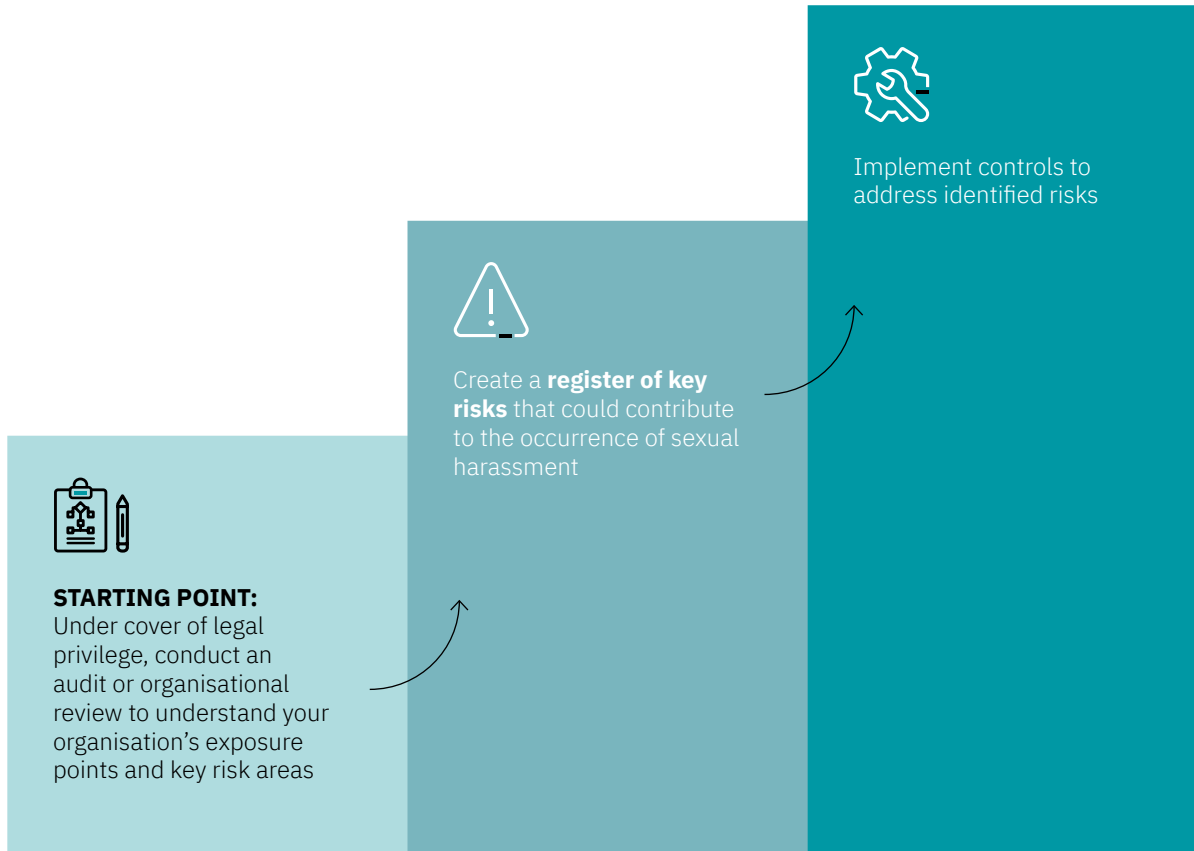 STARTING POINT:
Under cover of legal
privilege, conduct an
audit or organisational
review to understand your
organisation’s exposure
points and key risk areas
Create a register of key
risks that could contribute
to the occurrence of sexual
harassment
Implement controls to
address identified risks